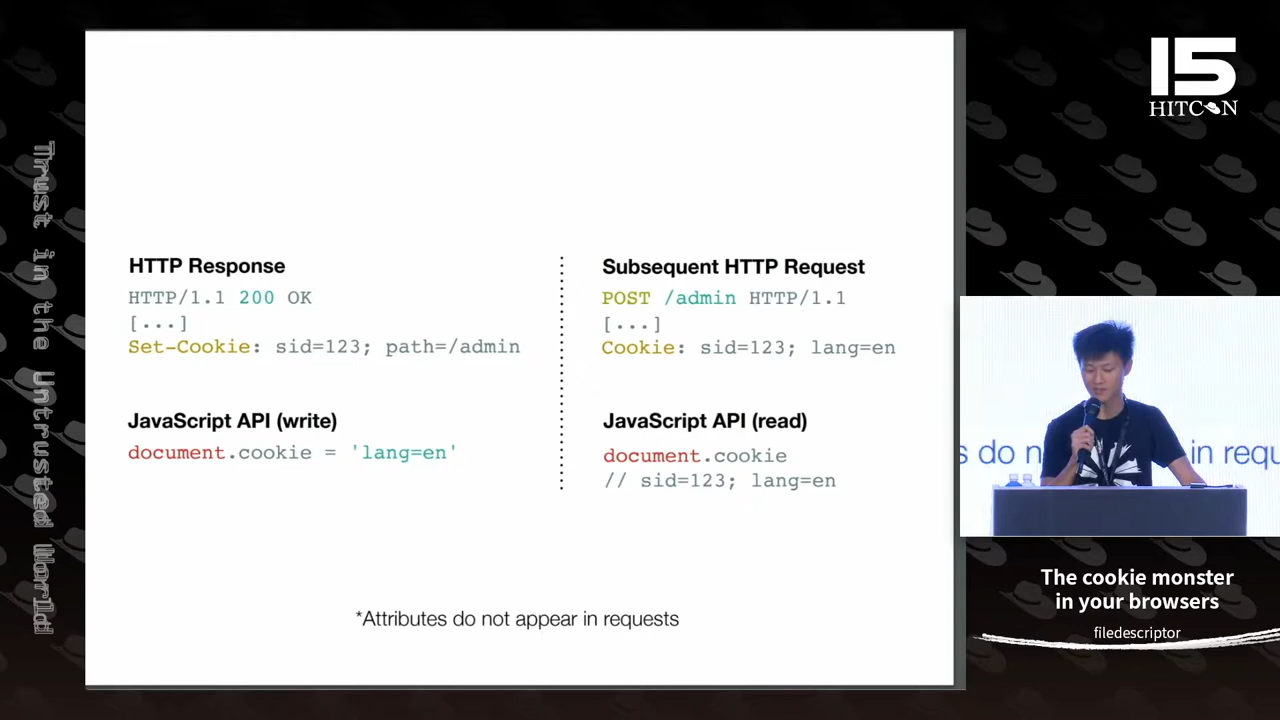 Trust in the Untrusted World
HTTP Response
HTTP/1.1 200 OK
[...]
Set-Cookie: sid=123; path=/admin
JavaScript API (write)
document.cookie = 'lang=en'
Subsequent HTTP Request
POST /admin HTTP/1.1
[...]
Cookie: sid=123; lang=en
JavaScript API (read)
document.cookie
// sid=123; lang=en
*Attributes do not appear in requests
15
HITCON
s do n
in requ
The cookie monster
in your browsers
filedescriptor